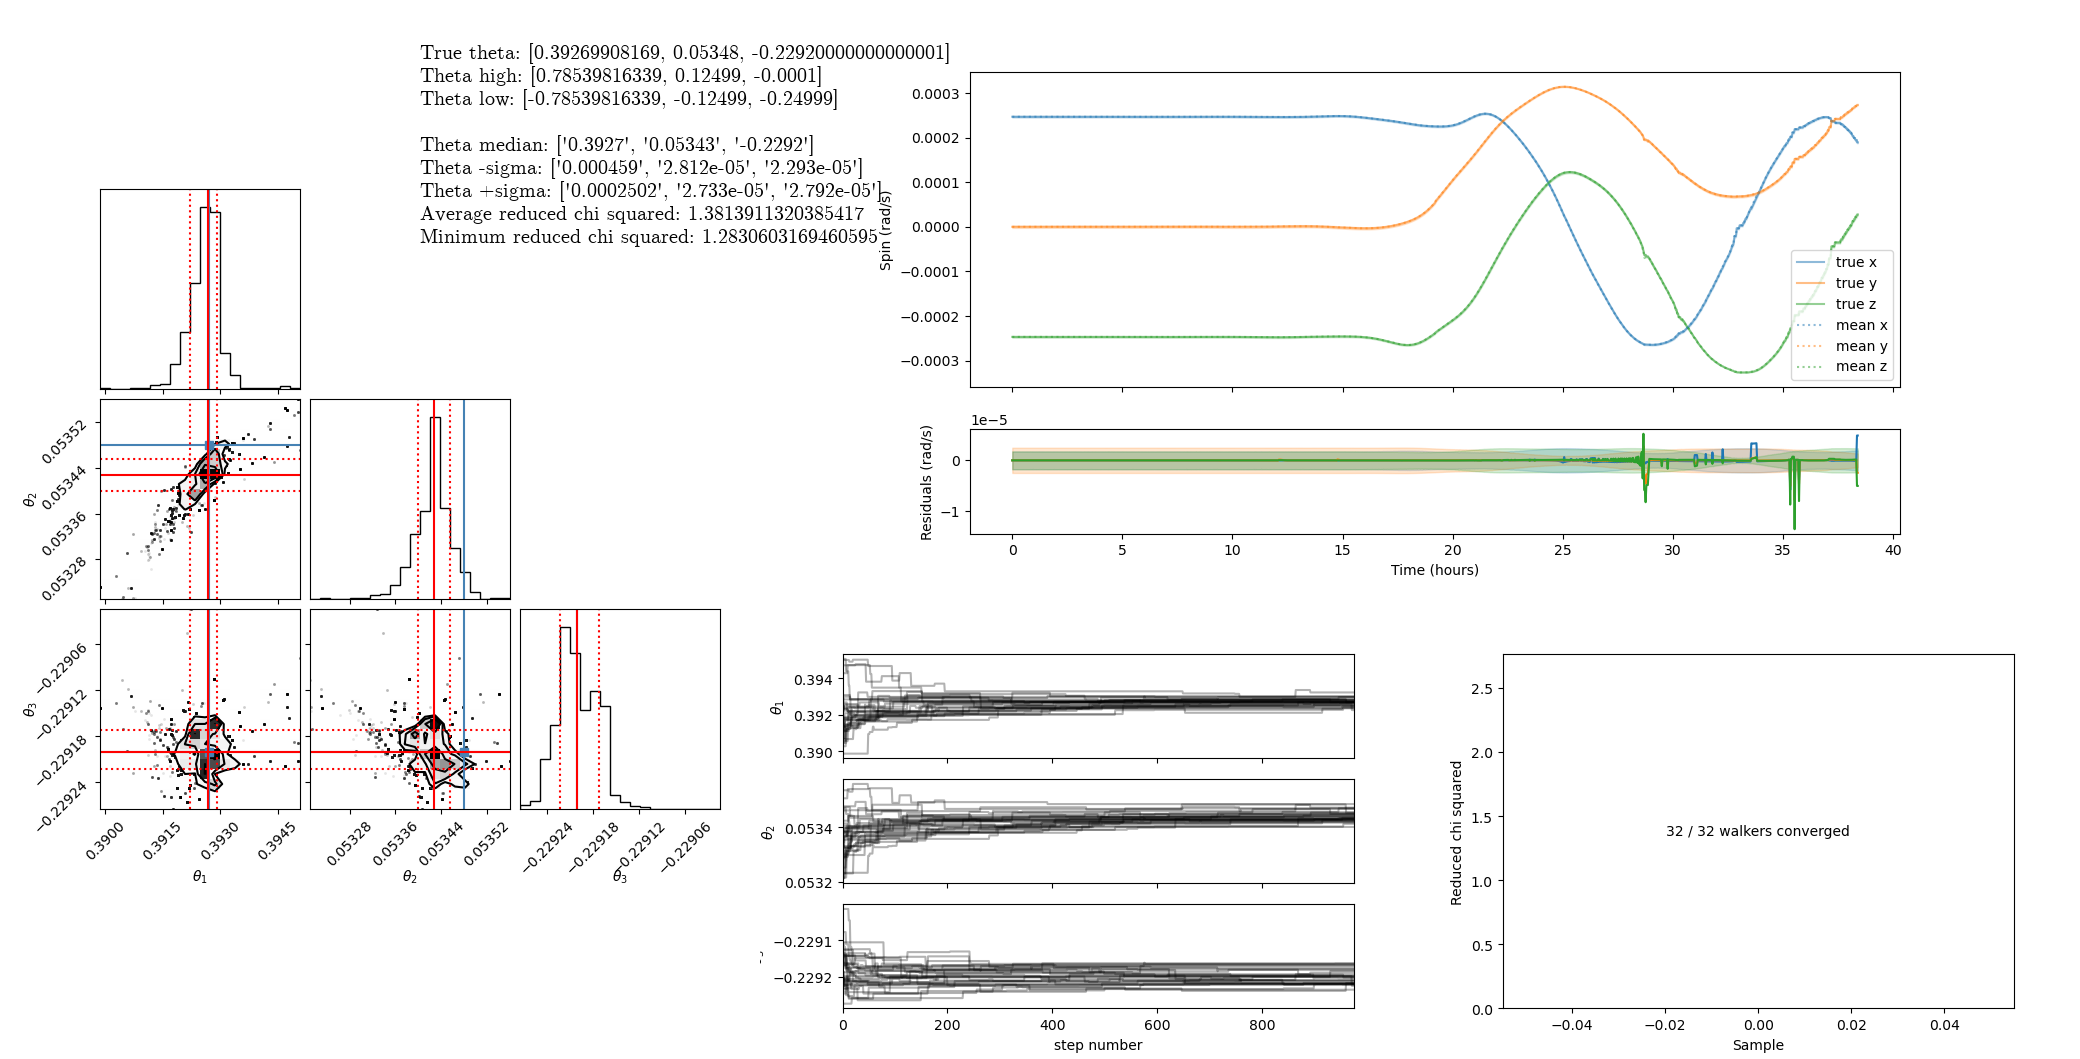 True theta: [0.39269908169, 0.05348, -0.22920000000000001]
Theta high: [0.78539816339, 0.12499, -0.0001]
Theta low: [-0.78539816339, -0.12499, -0.24999]
Theta median: ['0.3927', '0.05343', '-0.2292']
Theta -sigma: ['0.000459', '2.812e-05', '2.293e-05']
Theta +sigma: ['0.0002502', '2.733e-05', '2.792e-05']
Average reduced chi squared: 1.3813911320385417
Minimum reduced chi squared: 1.2830603169460595
0.05352
0.05344
0.05336
0.05328
θ2
−0.22906
−0.22912
−0.22918
−0.22924
θ3
0.3900
0.3915
0.3930
0.3945
θ1
0.05328
0.05336
0.05344
0.05352
θ2
−0.22924
−0.22918
−0.22912
−0.22906
θ3
Spin (rad/s)
0.0003
0.0002
0.0001
0.0000
−0.0001
−0.0002
−0.0003
true x
true y
true z
mean x
mean y
mean z
1e−5
Residuals (rad/s)
0
−1
0
5
10
15
20
25
30
35
40
Time (hours)
θ1
0.394
0.392
0.390
θ2
0.0534
0.0532
−0.2291
−0.2292
0
200
400
600
800
step number
Reduced chi squared
2.5
2.0
1.5
1.0
0.5
0.0
32 / 32 walkers converged
−0.04
−0.02
0.00
0.02
0.04
Sample